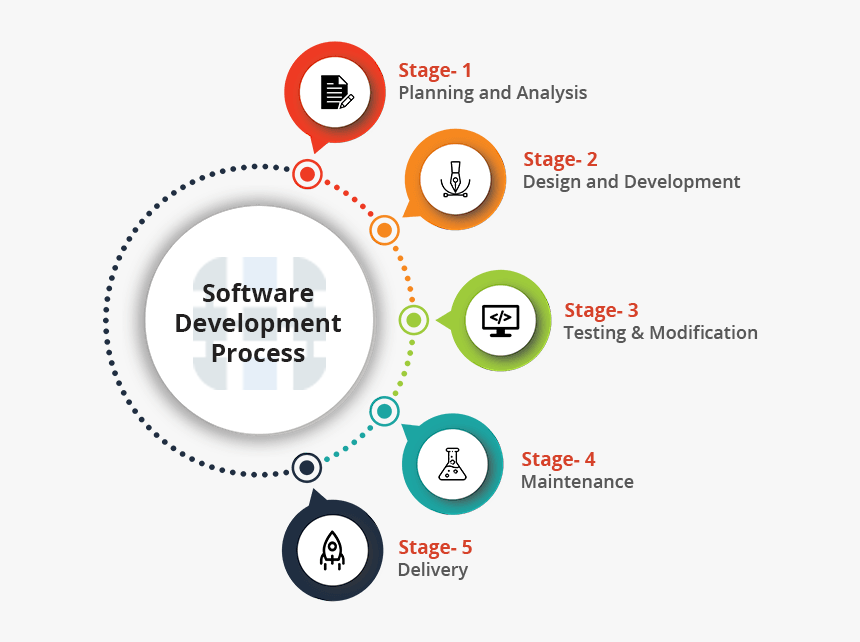 Stage- 1
Planning and Analysis
Stage- 2
Design and Development
Software
Development
Process
Stage- 3
Testing & Modification
Stage- 4
Maintenance
Stage- 5
Delivery